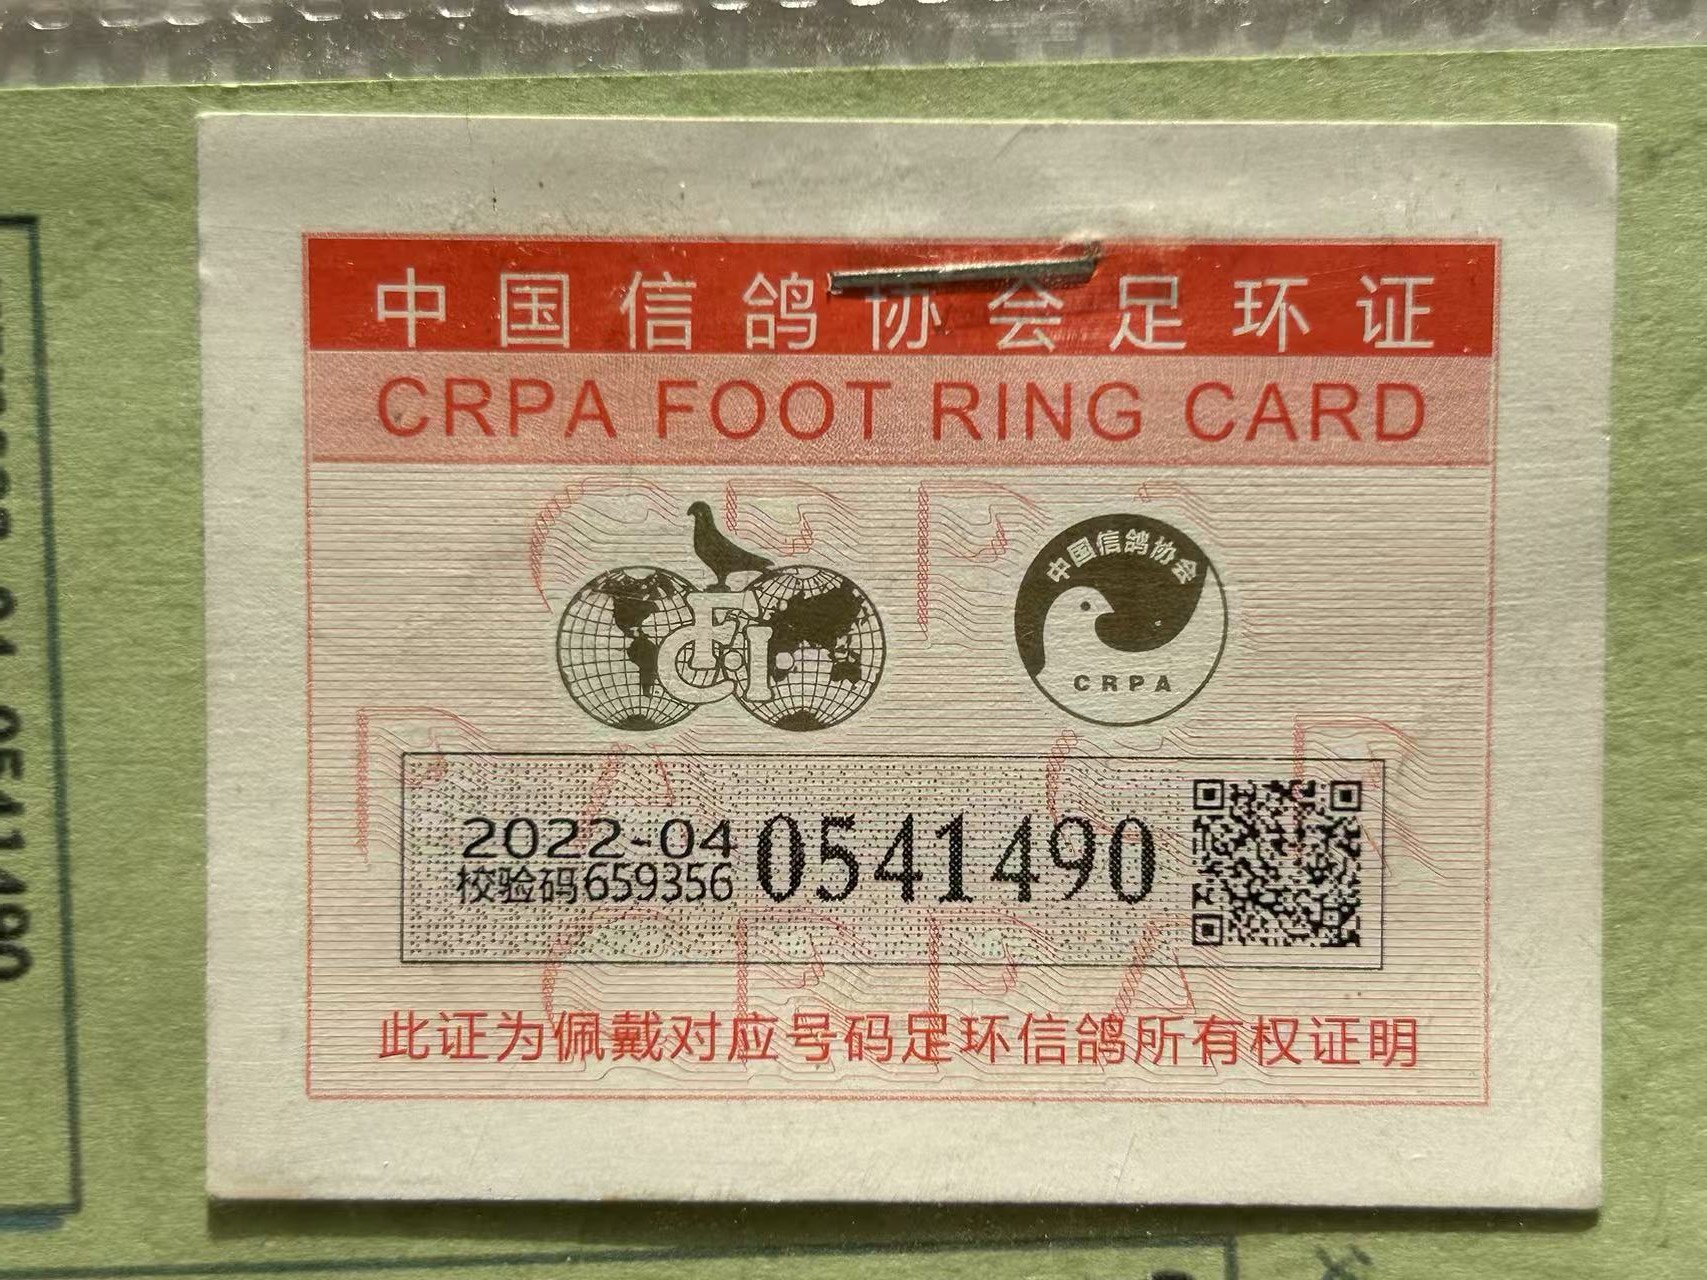 中国信鸽协会足环证
CRPA FOOT RING CARD
FCI
中国信鸽协会
CRPA
2022-04 0541490
校验码659356
此证为佩戴对应号码足环信鸽所有权证明